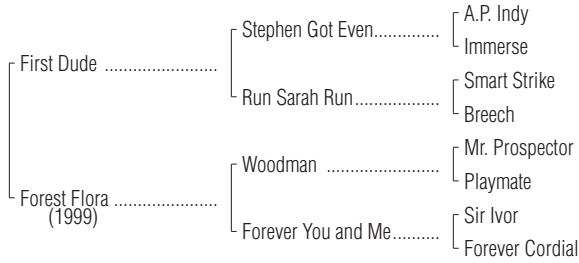 A.P. Indy
Stephen Got Even..............
Immerse
First Dude .......................
Smart Strike
Run Sarah Run..................
Breech
Mr. Prospector
Woodman ........................
Playmate
Forest Flora .....................
(1999)
Sir Ivor
Forever You and Me..........
Forever Cordial